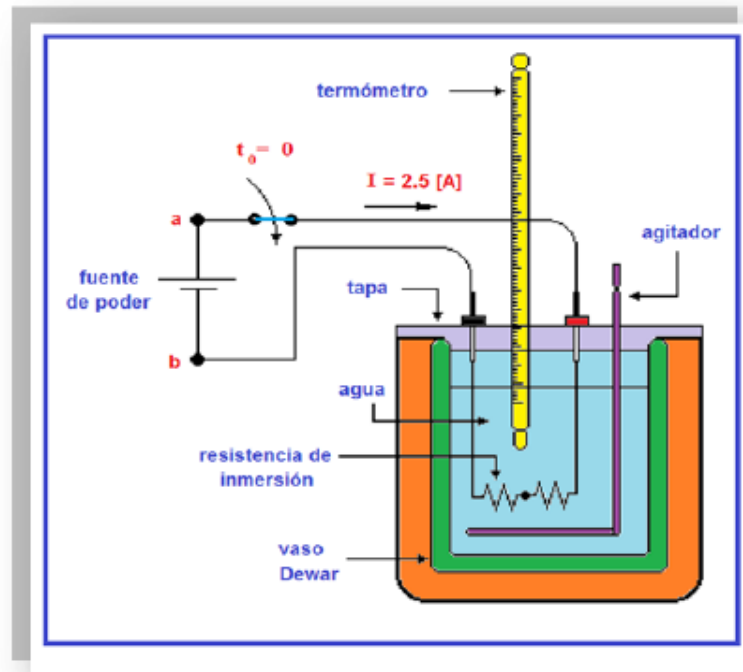 termómetro
t₀= 0
I = 2.5 [A]
a
agitador
fuente
de poder
tapa
b
agua
resistencia de
inmersión
vaso
Dewar